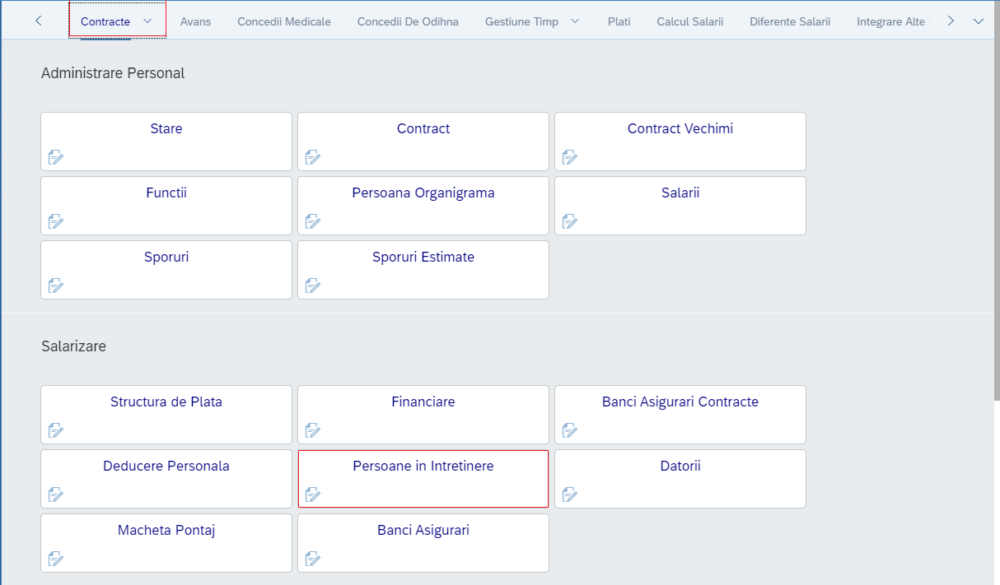 Contracte Avans Concedii Medicale Concedii De Odihna Gestiune Timp Plati Calcul Salarii Diferente Salarii Integrare Alte
Administrare Personal
Stare Contract Contract Vechimi
Functii Persoana Organigrama Salarii
Sporuri Sporuri Estimate
Salarizare
Structura de Plata Financiare Banci Asigurari Contracte
Deducere Personala Persoane in Intretinere Datorii
Macheta Pontaj Banci Asigurari